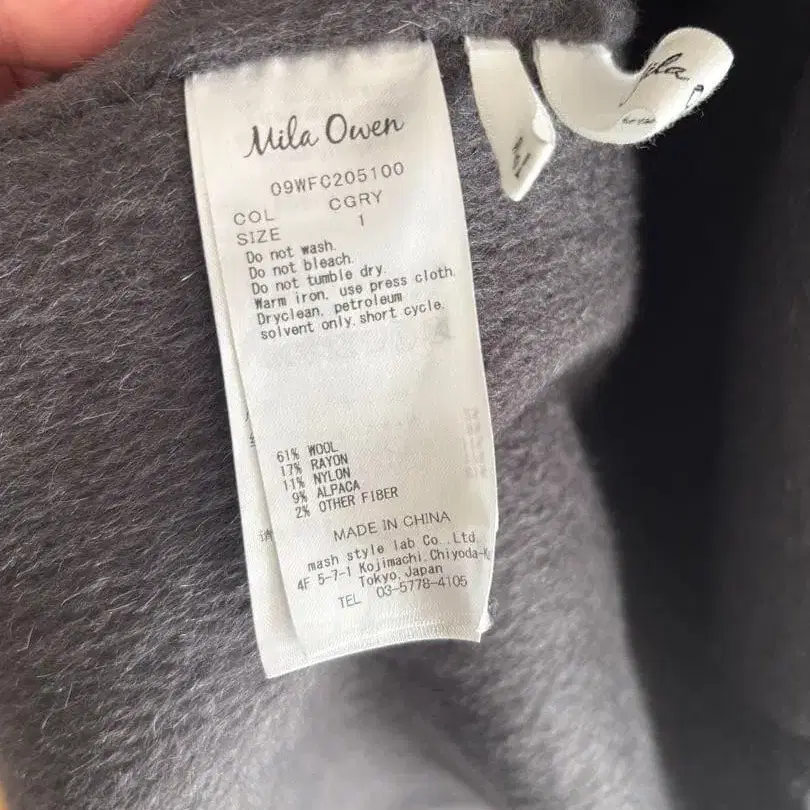 Mila Owen
09WFC205100
COL CGRY
SIZE 1
Do not wash.
Do not bleach.
Do not tumble dry.
Warm iron, use press cloth.
Dryclean, petroleum
solvent only, short cycle.
61% WOOL
17% RAYON
11% NYLON
9% ALPACA
2% OTHER FIBER
MADE IN CHINA
mash style lab Co., Ltd.
4F 5-7-1 Kojimachi, Chiyoda-K
Tokyo, Japan
TEL 03-5778-4105
请